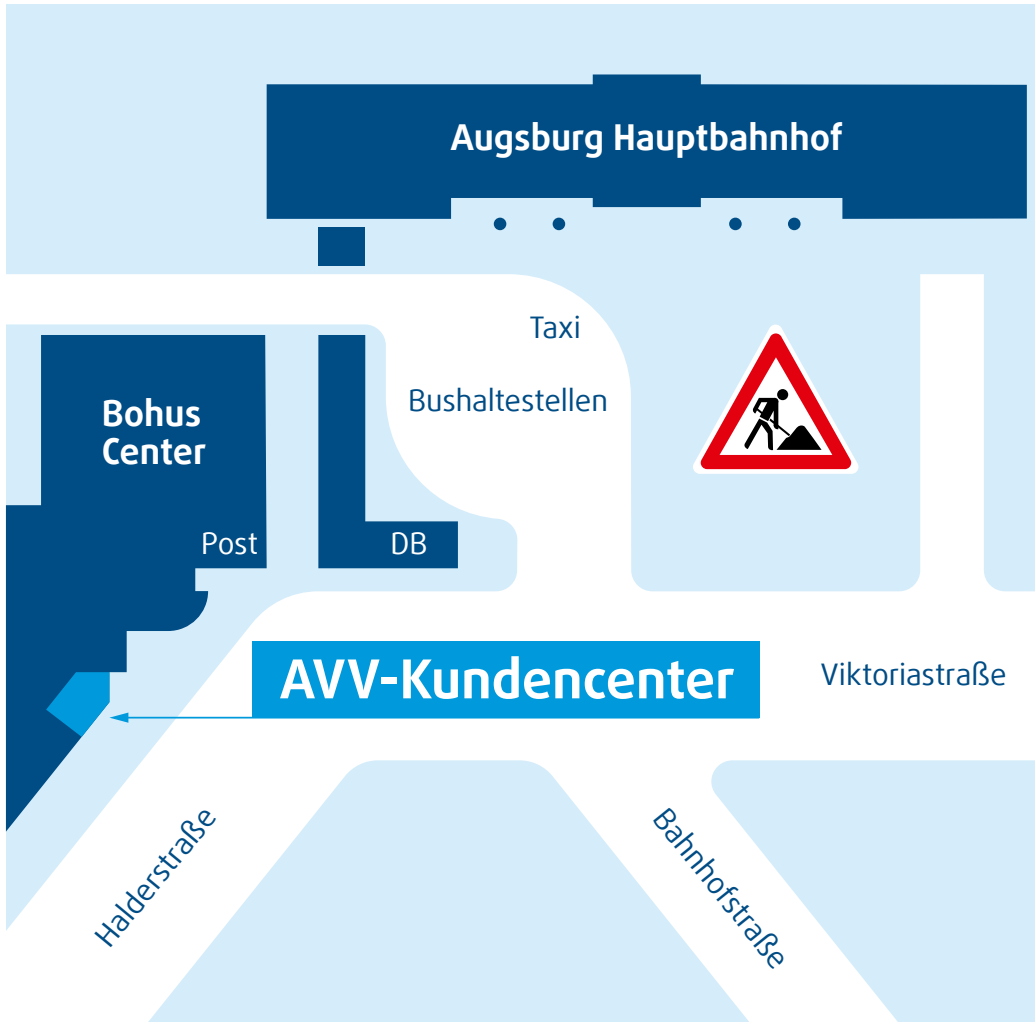 Augsburg Hauptbahnhof
Taxi
Bushaltestellen
Bohus
Center
Post
DB
AVV-Kundencenter
Viktoriastraße
Halderstraße
Bahnhofstraße